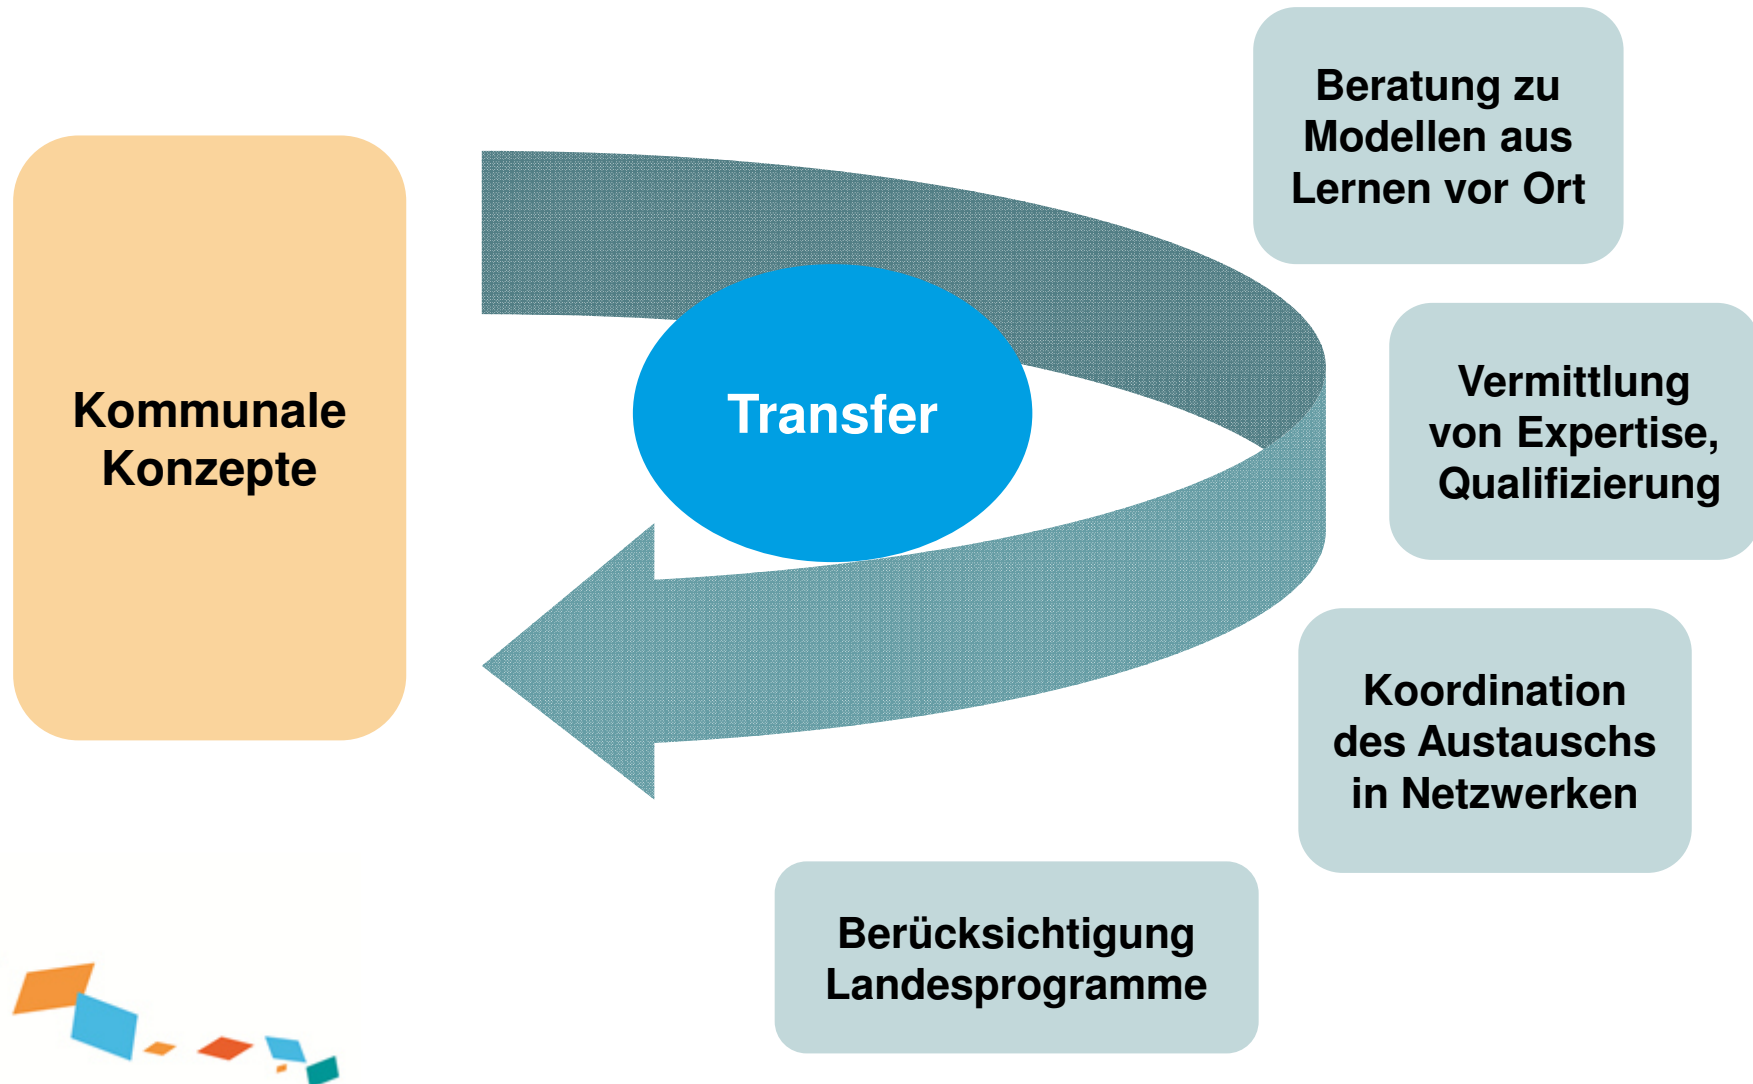 Beratung zu
Modellen aus
Lernen vor Ort
Kommunale
Konzepte
Transfer
Vermittlung
von Expertise,
Qualifizierung
Koordination
des Austauschs
in Netzwerken
Berücksichtigung
Landesprogramme